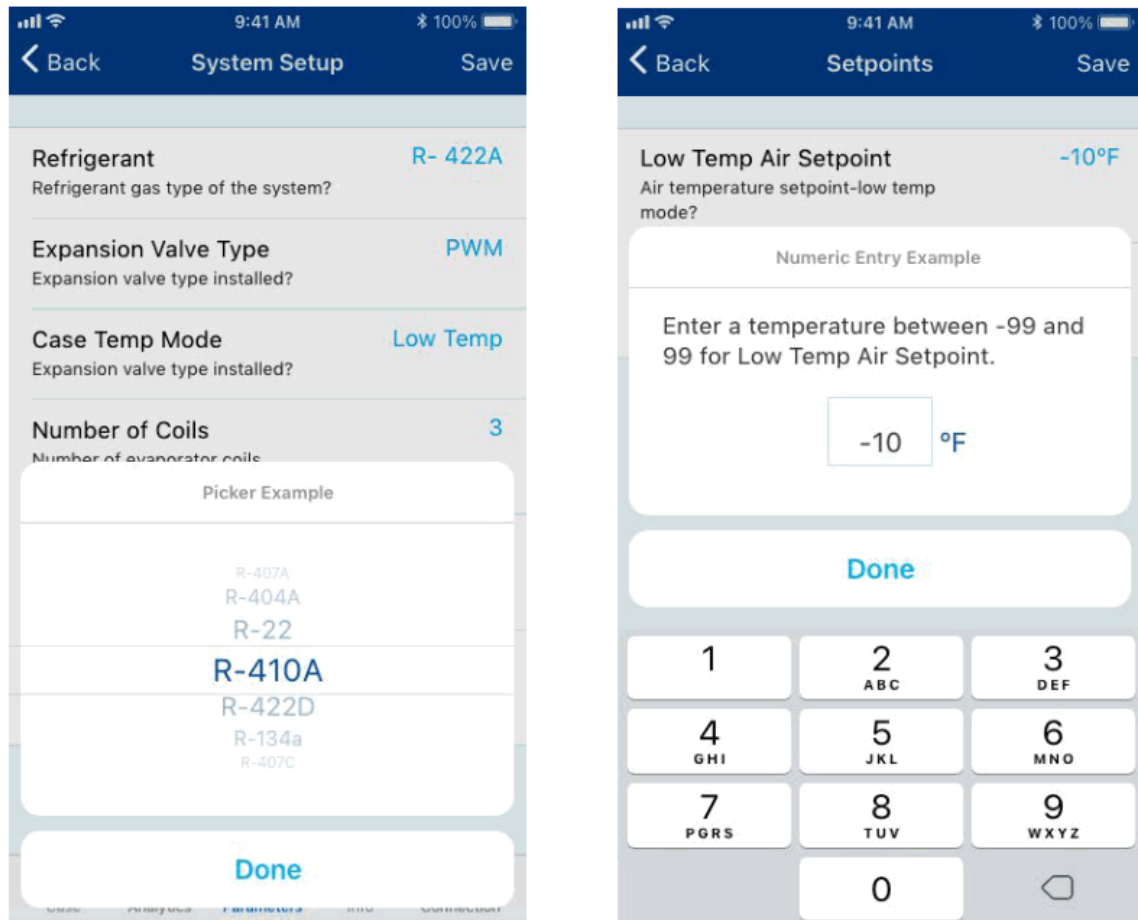 9:41 AM 100%
Back System Setup Save
Refrigerant R- 422A
Refrigerant gas type of the system?
Expansion Valve Type PWM
Expansion valve type installed?
Case Temp Mode Low Temp
Expansion valve type installed?
Number of Coils 3
Number of evaporator coils
Picker Example
R-407A
R-404A
R-22
R-410A
R-422D
R-134a
R-407C
Done
Case Analytics Parameters Info Connection
9:41 AM 100%
Back Setpoints Save
Low Temp Air Setpoint -10°F
Air temperature setpoint-low temp
mode?
Numeric Entry Example
Enter a temperature between -99 and
99 for Low Temp Air Setpoint.
-10 °F
Done
1 2 3
ABC DEF
4 5 6
GHI JKL MNO
7 8 9
PGRS TUV WXYZ
0